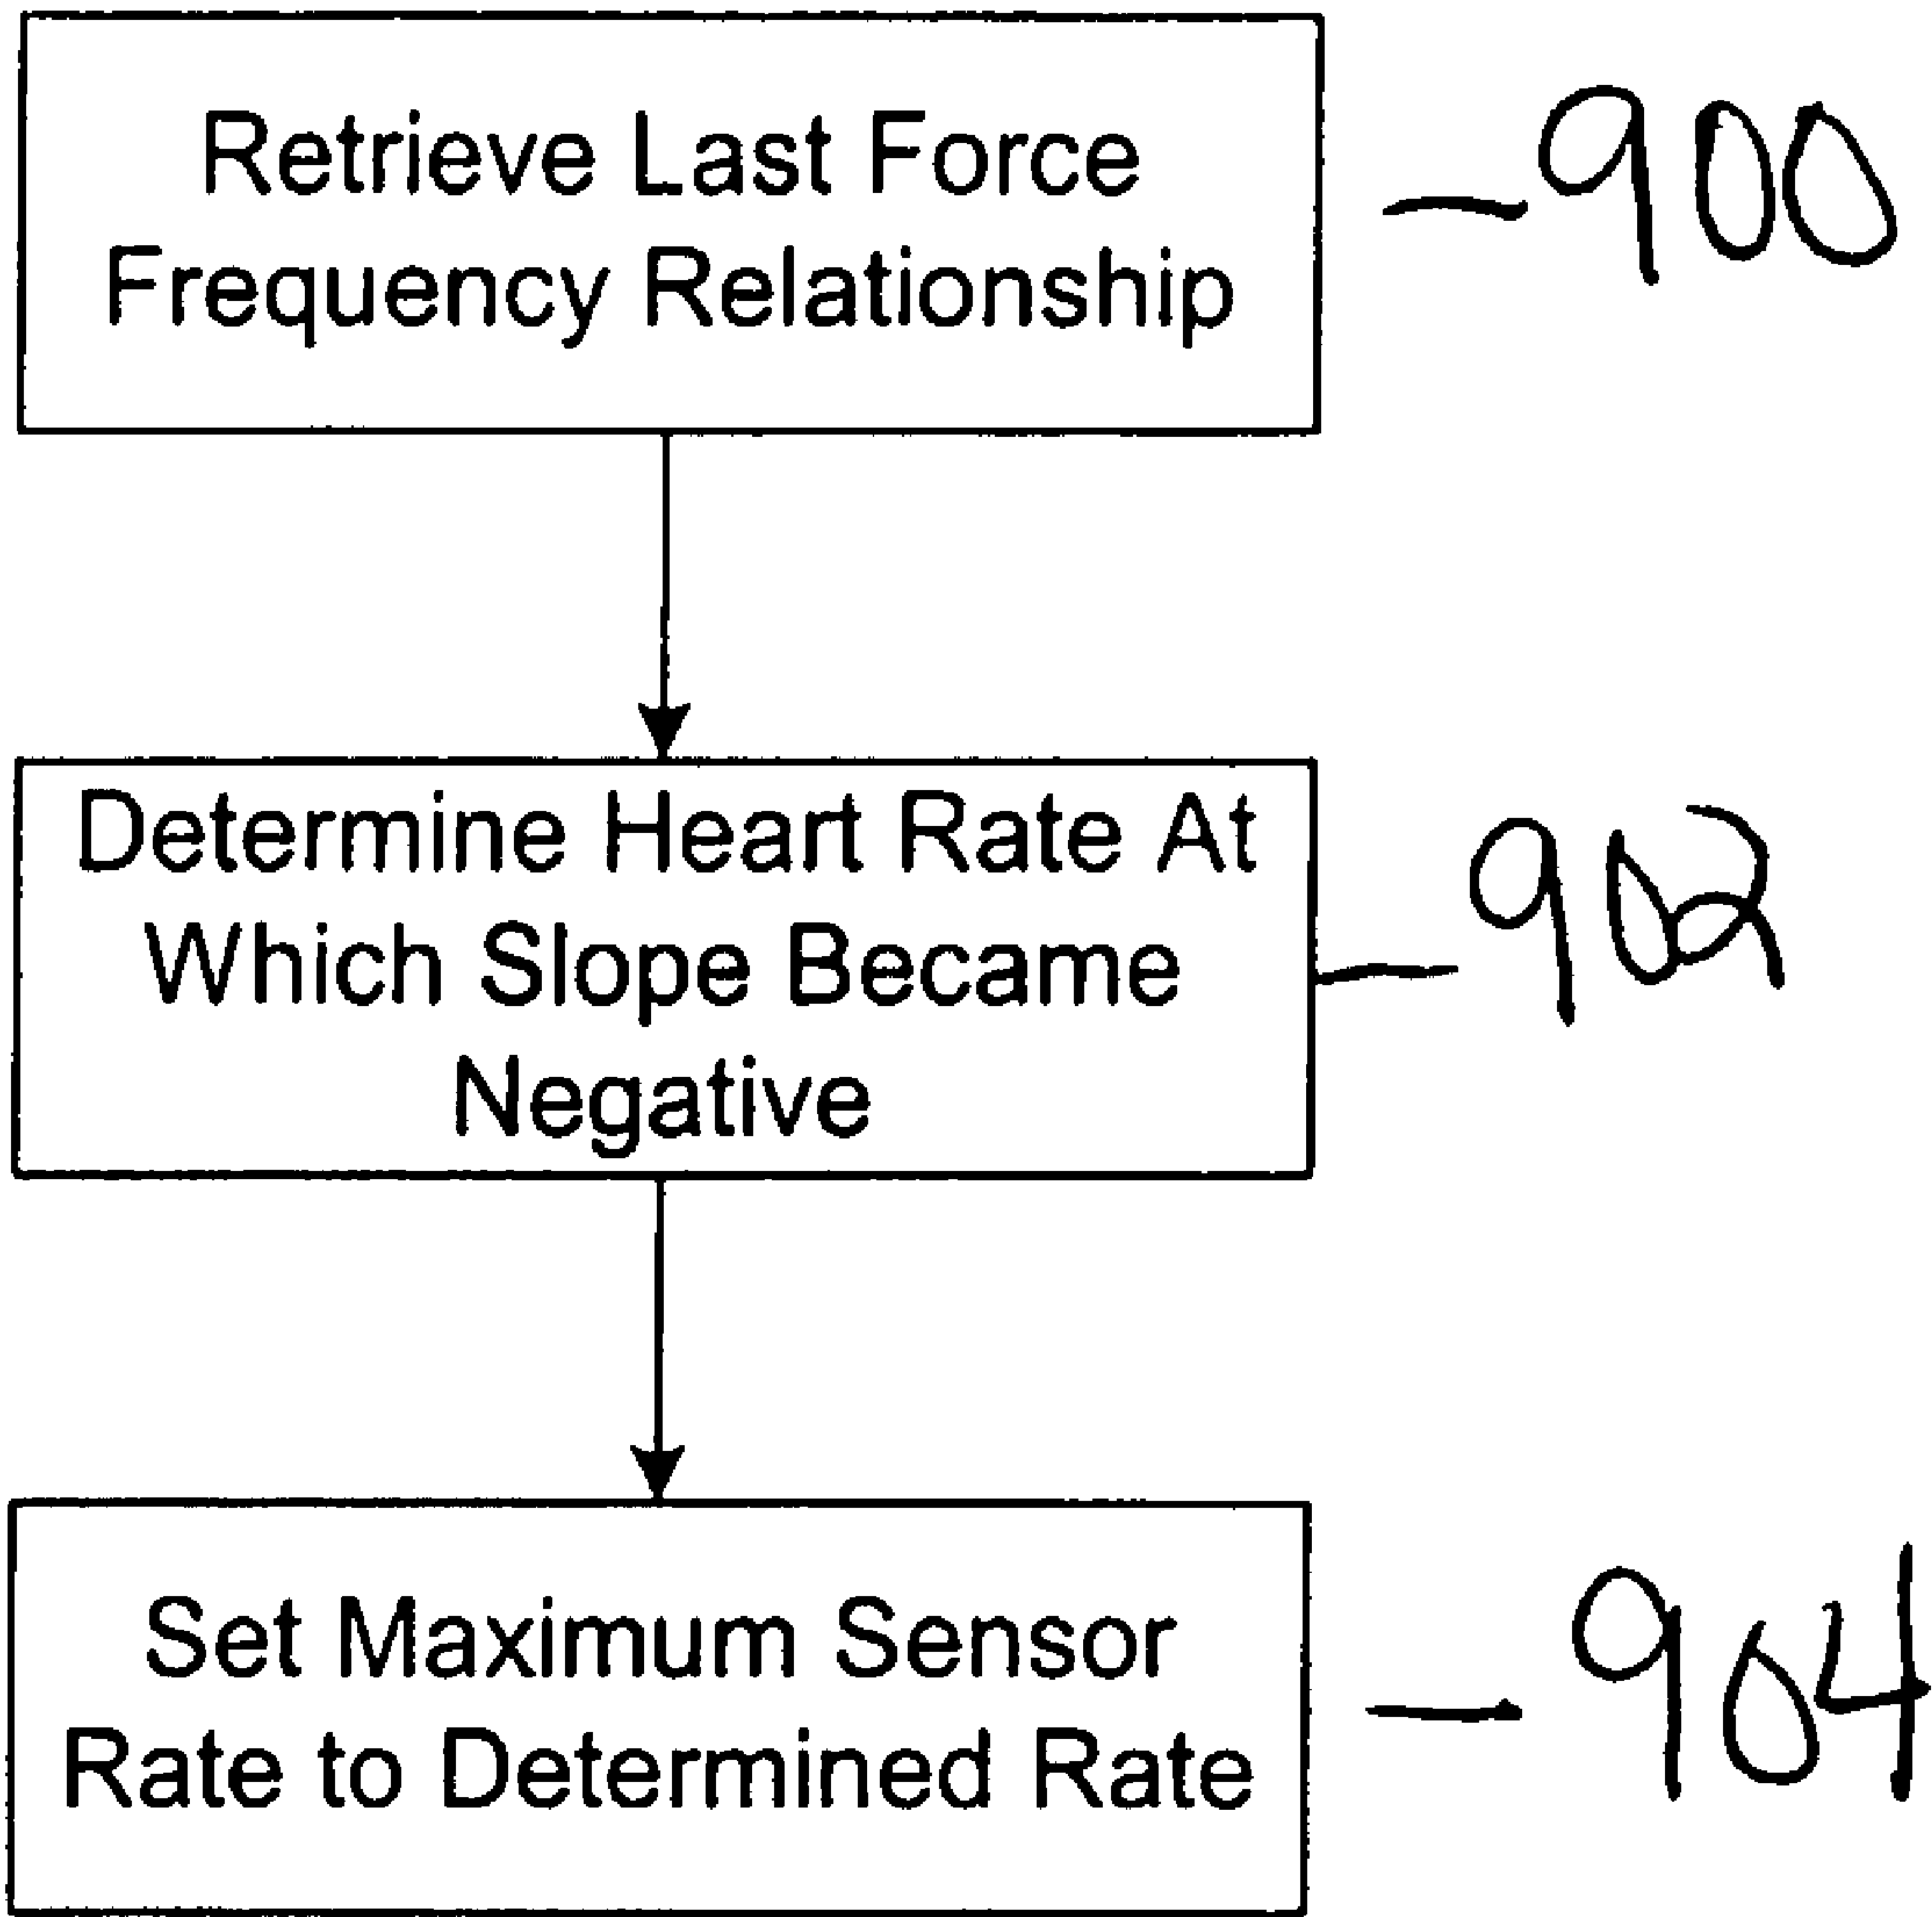 Retrieve Last Force
Frequency Relationship
900
Determine Heart Rate At
Which Slope Became
Negative
902
Set Maximum Sensor
Rate to Determined Rate
904